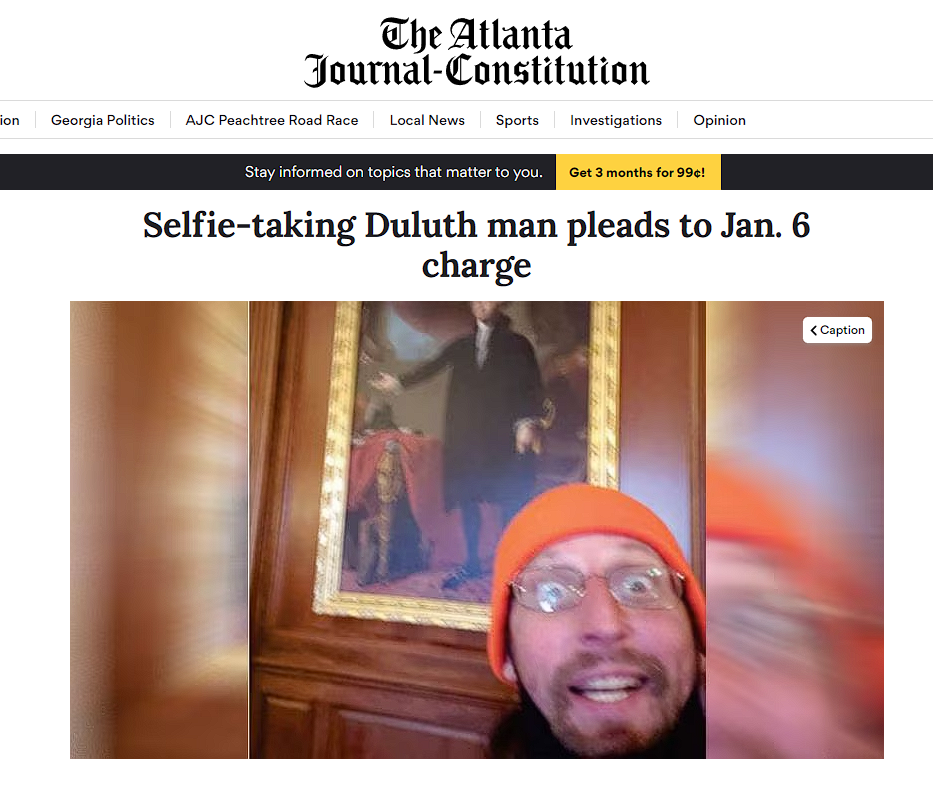 The Atlanta
Journal-Constitution
ion
Georgia Politics
AJC Peachtree Road Race
Local News
Sports
Investigations
Opinion
Stay informed on topics that matter to you.
Get 3 months for 99¢!
Selfie-taking Duluth man pleads to Jan. 6
charge
Caption